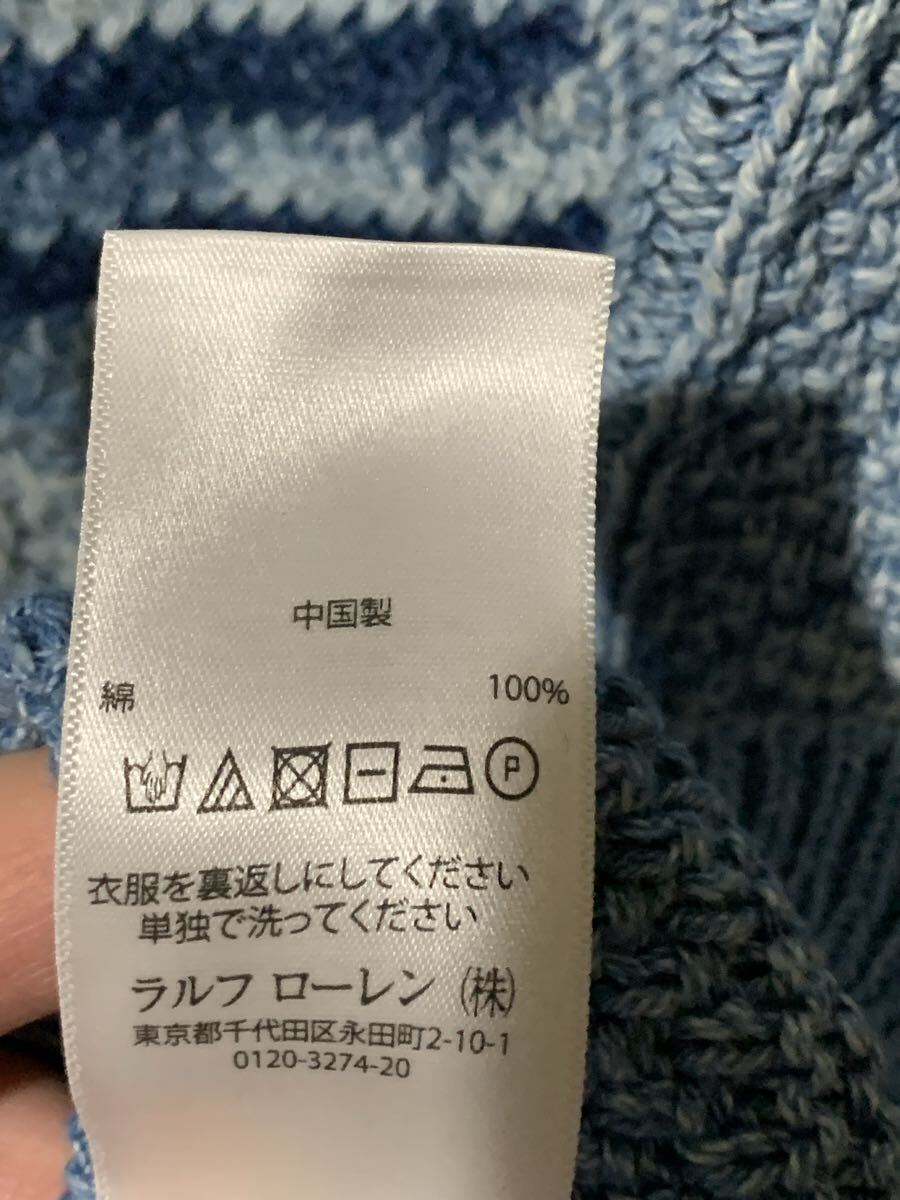 中国製
綿 100%
P
衣服を裏返しにしてください
単独で洗ってください
ラルフ ローレン (株)
東京都千代田区永田町2-10-1
0120-3274-20